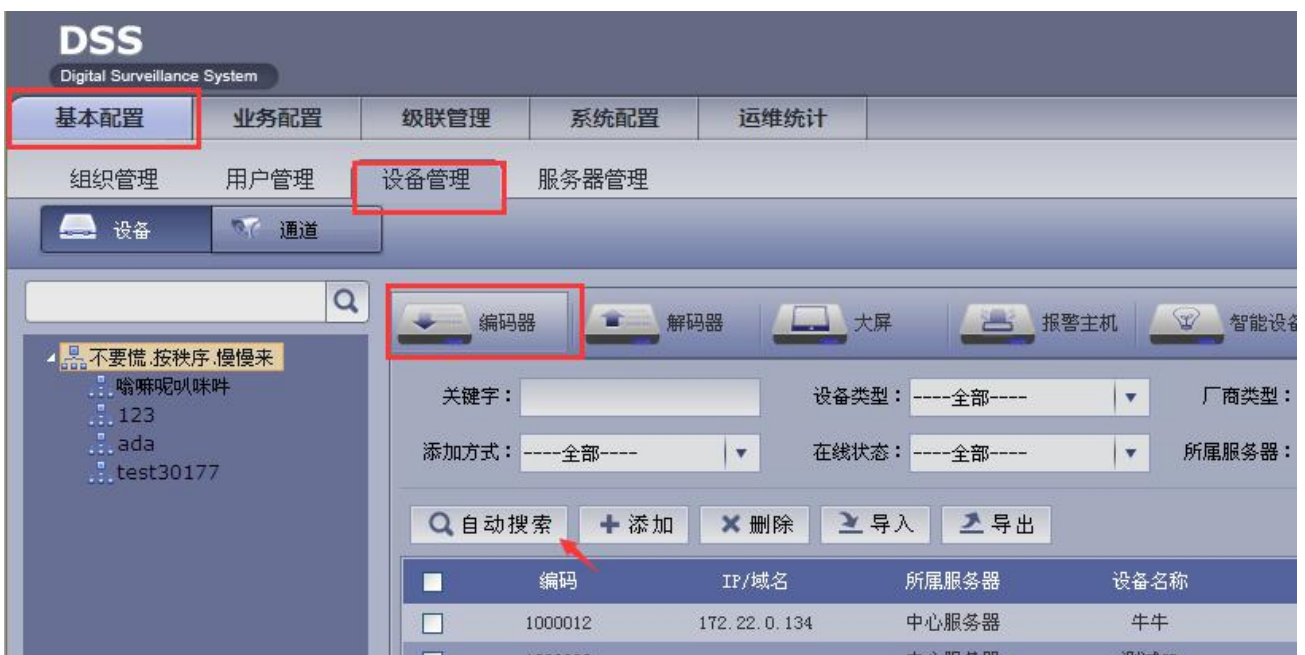 DSS
Digital Surveillance System
基本配置 业务配置 级联管理 系统配置 运维统计
组织管理 用户管理 设备管理 服务器管理
设备 通道
编码器 解码器 大屏 报警主机 智能设备
不要慌.按秩序.慢慢来
嗡嘛呢叭咪吽
123
ada
test30177
关键字： 设备类型： ----全部---- 厂商类型：
添加方式： ----全部---- 在线状态： ----全部---- 所属服务器：
自动搜索 添加 删除 导入 导出
编码 IP/域名 所属服务器 设备名称
1000012 172.22.0.134 中心服务器 牛牛